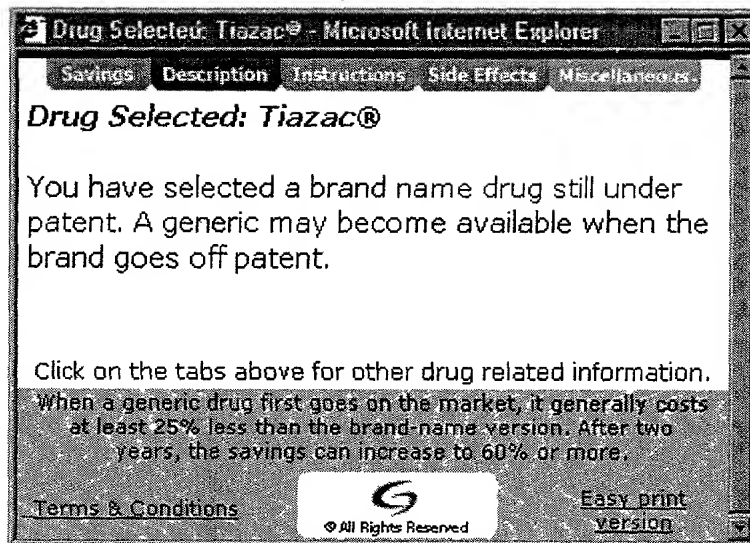 Drug Selected: Tiazac® - Microsoft Internet Explorer
Savings Description Instructions Side Effects Miscellaneous
Drug Selected: Tiazac®
You have selected a brand name drug still under
patent. A generic may become available when the
brand goes off patent.
Click on the tabs above for other drug related information.
When a generic drug first goes on the market, it generally costs
at least 25% less than the brand-name version. After two
years, the savings can increase to 60% or more.
Terms & Conditions
© All Rights Reserved
Easy print
version